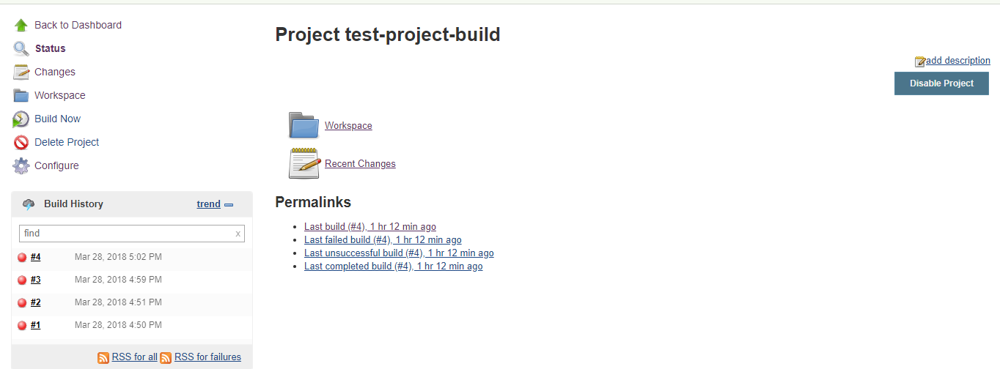 Back to Dashboard
Status
Changes
Workspace
Build Now
Delete Project
Configure
Build History trend
find x
#4 Mar 28, 2018 5:02 PM
#3 Mar 28, 2018 4:59 PM
#2 Mar 28, 2018 4:51 PM
#1 Mar 28, 2018 4:50 PM
RSS for all RSS for failures
Project test-project-build
add description
Disable Project
Workspace
Recent Changes
Permalinks
Last build (#4), 1 hr 12 min ago
Last failed build (#4), 1 hr 12 min ago
Last unsuccessful build (#4), 1 hr 12 min ago
Last completed build (#4), 1 hr 12 min ago